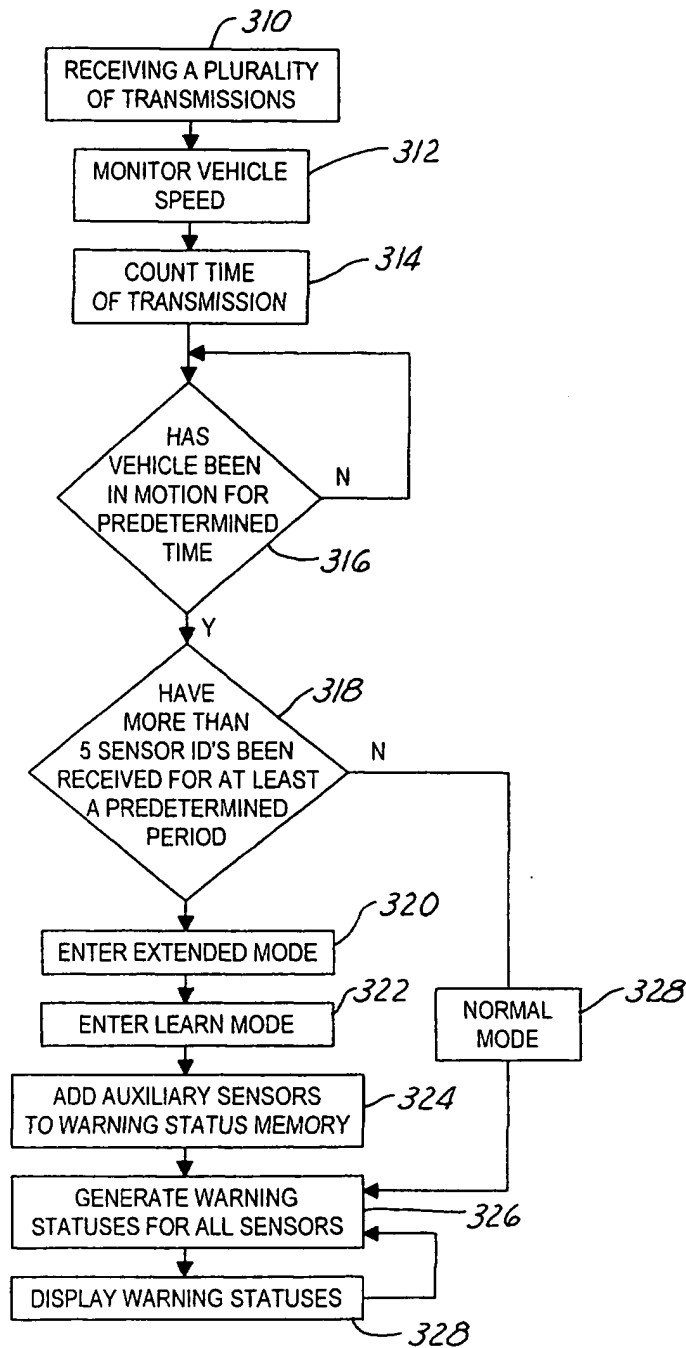 310
RECEIVING A PLURALITY
OF TRANSMISSIONS
312
MONITOR VEHICLE
SPEED
314
COUNT TIME
OF TRANSMISSION
HAS
VEHICLE BEEN
IN MOTION FOR
PREDETERMINED
TIME
N
316
Y
318
HAVE
MORE THAN
5 SENSOR ID'S BEEN
RECEIVED FOR AT LEAST
A PREDETERMINED
PERIOD
N
320
ENTER EXTENDED MODE
322
ENTER LEARN MODE
NORMAL
MODE
328
ADD AUXILIARY SENSORS
TO WARNING STATUS MEMORY
324
GENERATE WARNING
STATUSES FOR ALL SENSORS
326
DISPLAY WARNING STATUSES
328